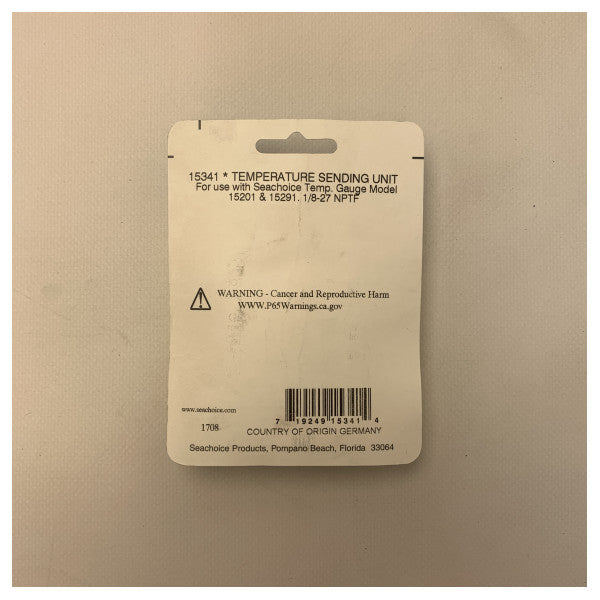 15341 * TEMPERATURE SENDING UNIT
For use with Seachoice Temp. Gauge Model
15201 & 15291. 1/8-27 NPTF
WARNING - Cancer and Reproductive Harm
WWW.P65Warnings.ca.gov
www.seachoice.com
1708
7 19249 15341 4
COUNTRY OF ORIGIN GERMANY
Seachoice Products, Pompano Beach, Florida 33064